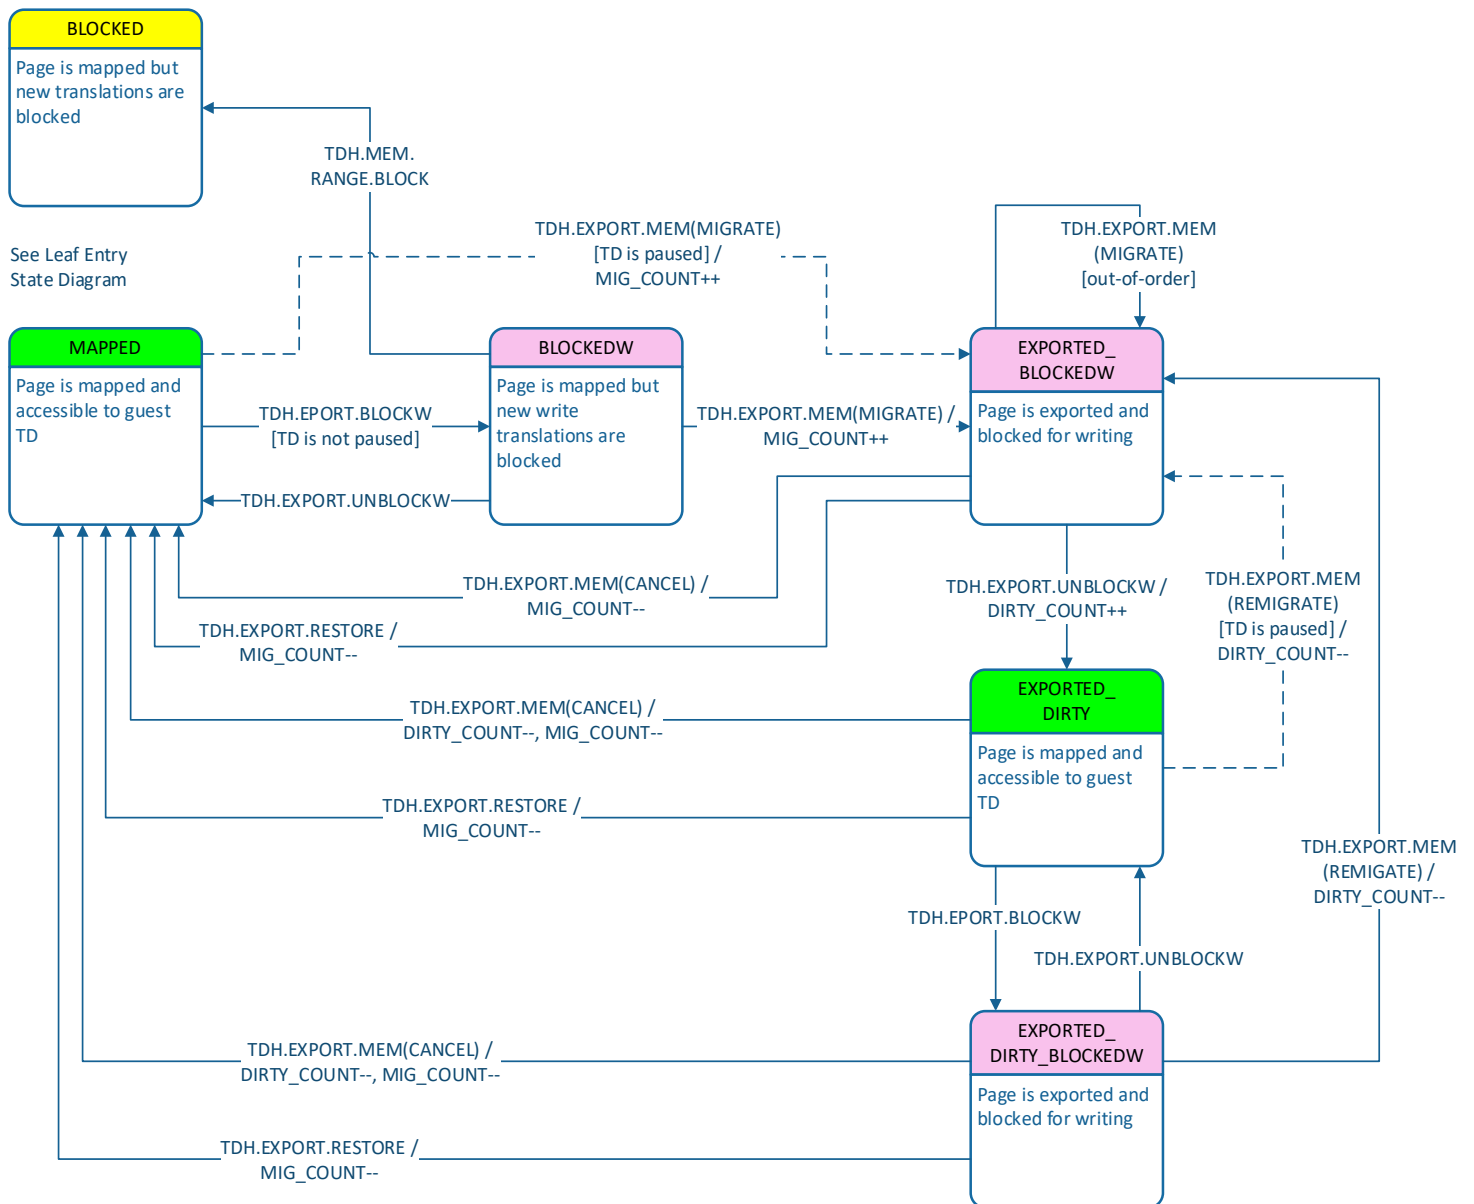 BLOCKED
Page is mapped but
new translations are
blocked
TDH.MEM.
RANGE.BLOCK
See Leaf Entry
State Diagram
TDH.EXPORT.MEM(MIGRATE)
[TD is paused] /
MIG_COUNT++
TDH.EXPORT.MEM
(MIGRATE)
[out-of-order]
MAPPED
Page is mapped and
accessible to guest
TD
TDH.EPORT.BLOCKW
[TD is not paused]
TDH.EXPORT.UNBLOCKW
BLOCKEDW
Page is mapped but
new write
translations are
blocked
TDH.EXPORT.MEM(MIGRATE) /
MIG_COUNT++
EXPORTED_
BLOCKEDW
Page is exported and
blocked for writing
TDH.EXPORT.MEM(CANCEL) /
MIG_COUNT--
TDH.EXPORT.RESTORE /
MIG_COUNT--
TDH.EXPORT.UNBLOCKW /
DIRTY_COUNT++
TDH.EXPORT.MEM
(REMIGRATE)
[TD is paused] /
DIRTY_COUNT--
TDH.EXPORT.MEM(CANCEL) /
DIRTY_COUNT--, MIG_COUNT--
EXPORTED_
DIRTY
Page is mapped and
accessible to guest
TD
TDH.EXPORT.RESTORE /
MIG_COUNT--
TDH.EXPORT.MEM
(REMIGATE) /
DIRTY_COUNT--
TDH.EPORT.BLOCKW
TDH.EXPORT.UNBLOCKW
TDH.EXPORT.MEM(CANCEL) /
DIRTY_COUNT--, MIG_COUNT--
EXPORTED_
DIRTY_BLOCKEDW
Page is exported and
blocked for writing
TDH.EXPORT.RESTORE /
MIG_COUNT--